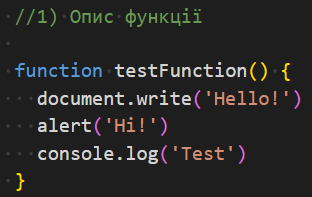 //1) Опис функції
function testFunction() {
  document.write('Hello!')
  alert('Hi!')
  console.log('Test')
}